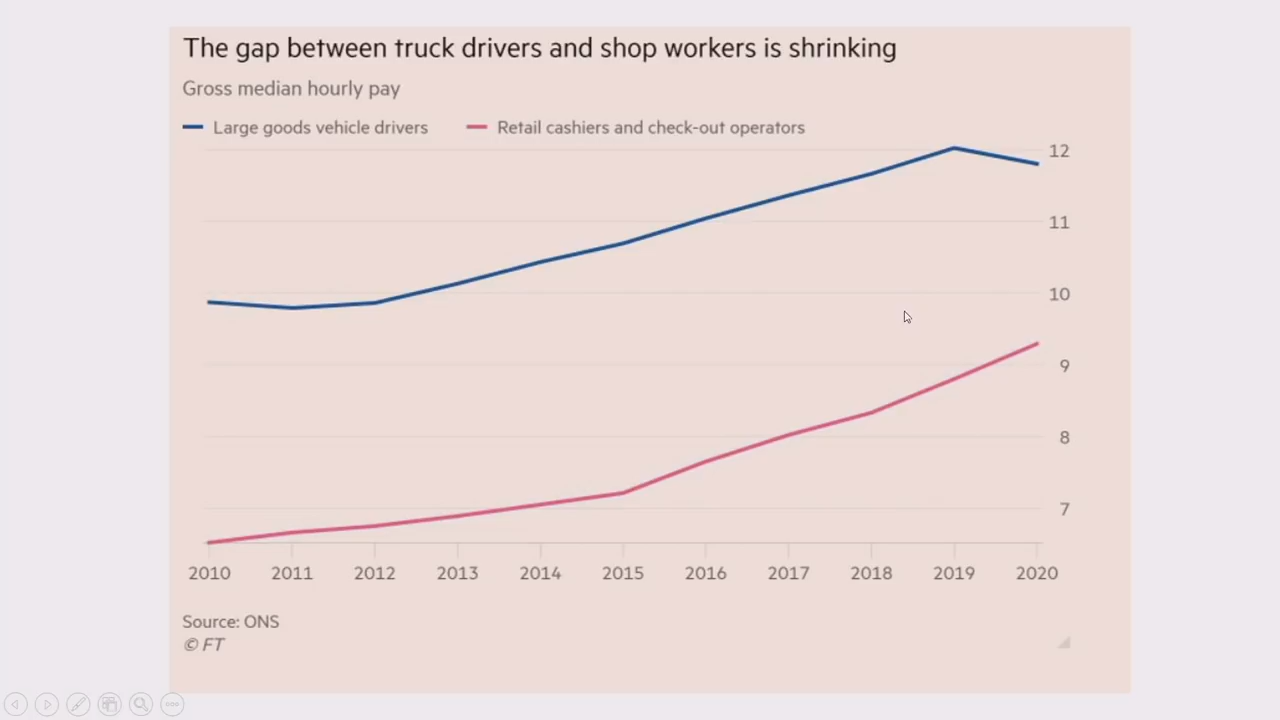 The gap between truck drivers and shop workers is shrinking
Gross median hourly pay
Large goods vehicle drivers Retail cashiers and check-out operators
12
11
10
9
8
7
2010 2011 2012 2013 2014 2015 2016 2017 2018 2019 2020
Source: ONS
© FT